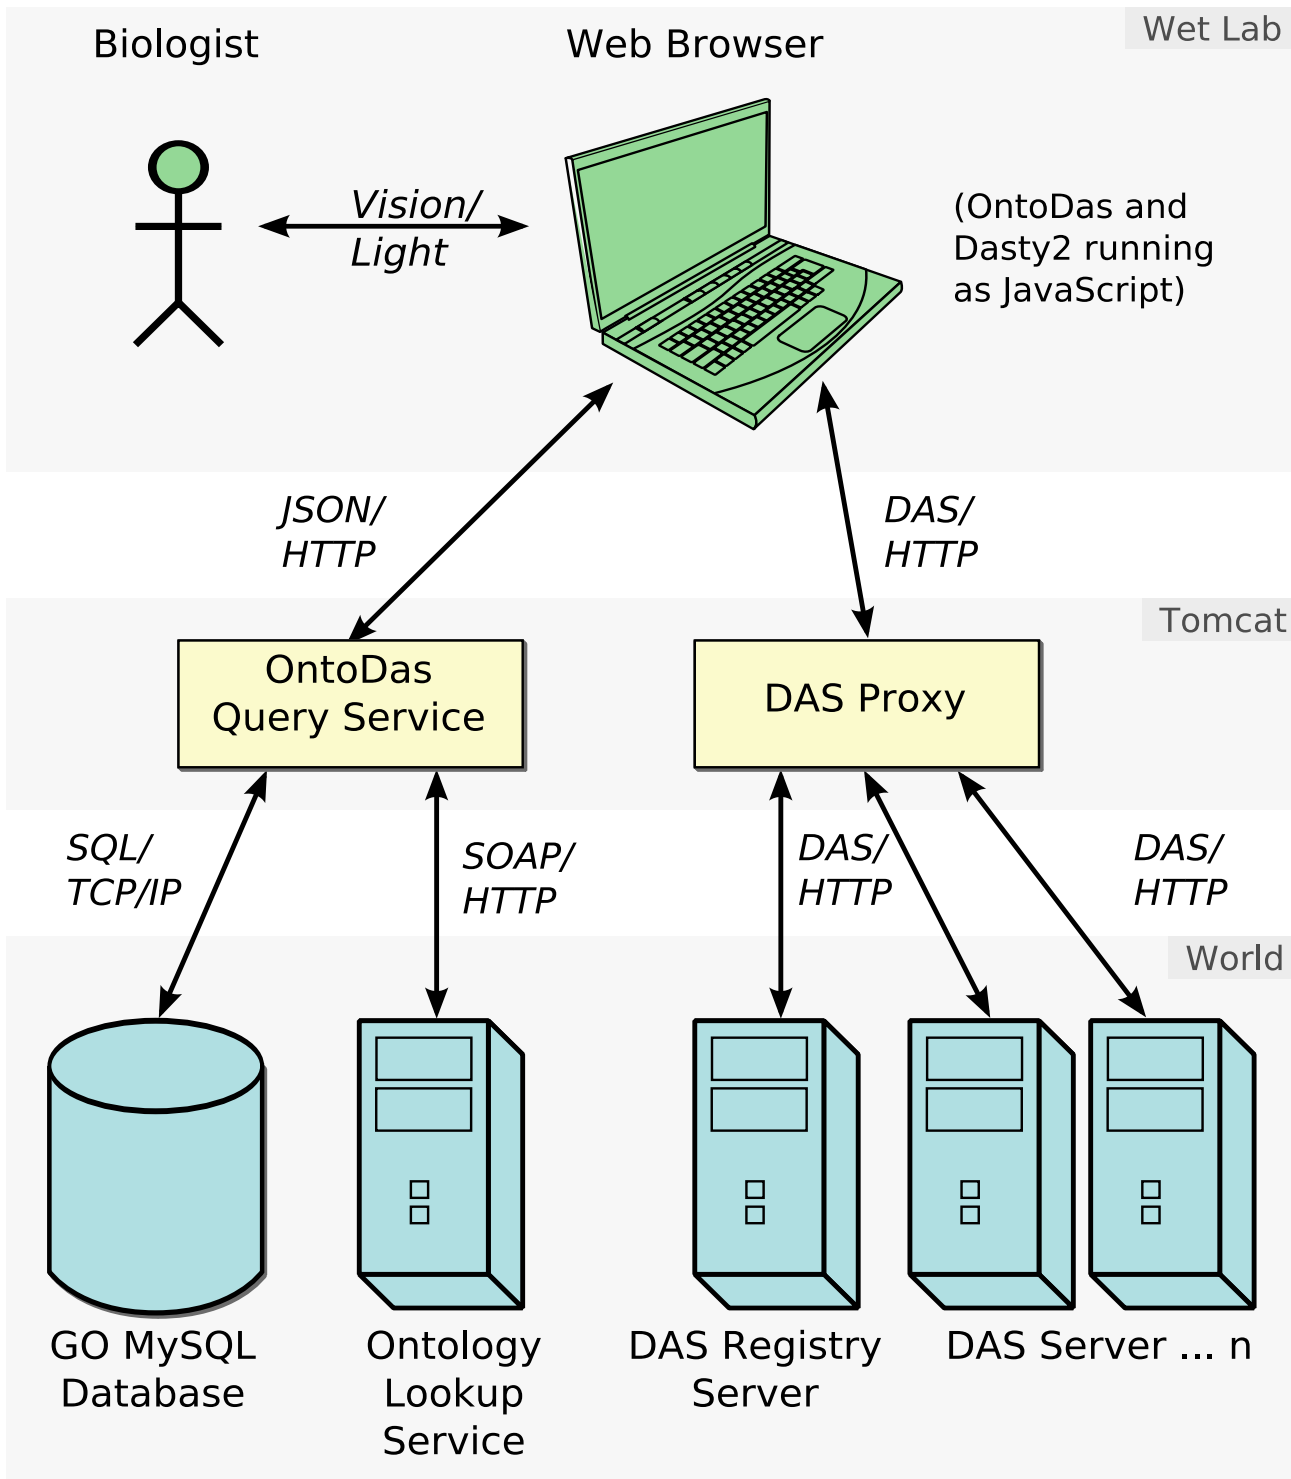 Wet Lab
Biologist
Web Browser
Vision/
Light
(OntoDas and
Dasty2 running
as JavaScript)
JSON/
HTTP
DAS/
HTTP
Tomcat
OntoDas
Query Service
DAS Proxy
SQL/
TCP/IP
SOAP/
HTTP
DAS/
HTTP
DAS/
HTTP
World
GO MySQL
Database
Ontology
Lookup
Service
DAS Registry
Server
DAS Server ... n